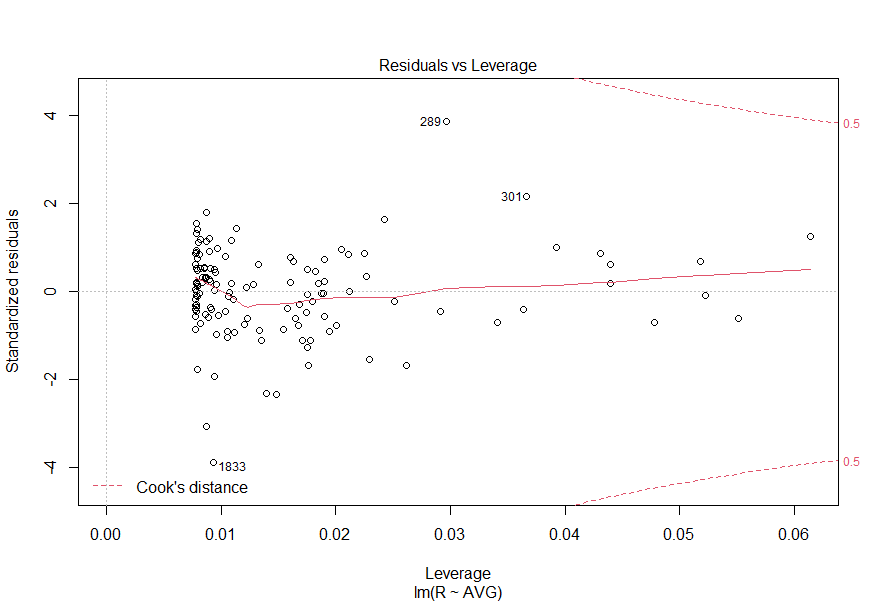 Residuals vs Leverage
Standardized residuals
4
2
0
-2
-4
289
301
1833
0.5
0.5
Cook's distance
0.00 0.01 0.02 0.03 0.04 0.05 0.06
Leverage
lm(R ~ AVG)